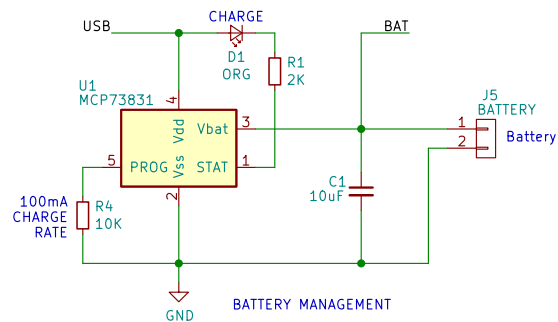 CHARGE
USB
BAT
D1
ORG
R1
2K
U1
MCP73831
4
Vdd
Vbat
3
J5
BATTERY
1
2
Battery
5
PROG
Vss
STAT
1
2
100mA
CHARGE
RATE
R4
10K
C1
10uF
GND
BATTERY MANAGEMENT